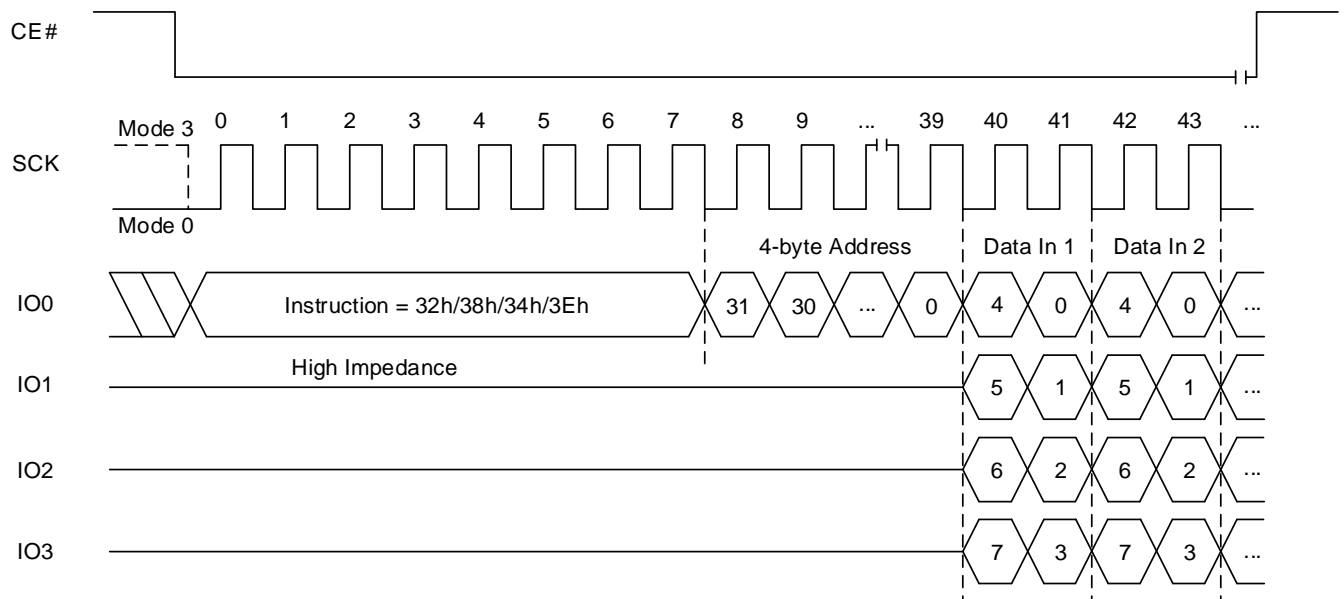 CE#
Mode 3 0 1 2 3 4 5 6 7 8 9 ... 39 40 41 42 43 ...
SCK
Mode 0
4-byte Address Data In 1 Data In 2
IO0 Instruction = 32h/38h/34h/3Eh 31 30 ... 0 4 0 4 0 ...
High Impedance
IO1 5 1 5 1 ...
IO2 6 2 6 2 ...
IO3 7 3 7 3 ...